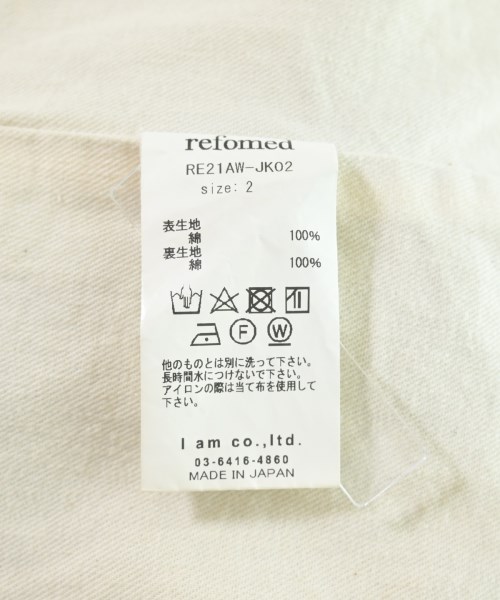 refomed
RE21AW-JK02
size: 2
表生地
綿 100%
裏生地
綿 100%
F
W
他のものとは別に洗って下さい。
長時間水につけないで下さい。
アイロンの際は当て布を使用して
下さい。
I am co.,ltd.
03-6416-4860
MADE IN JAPAN